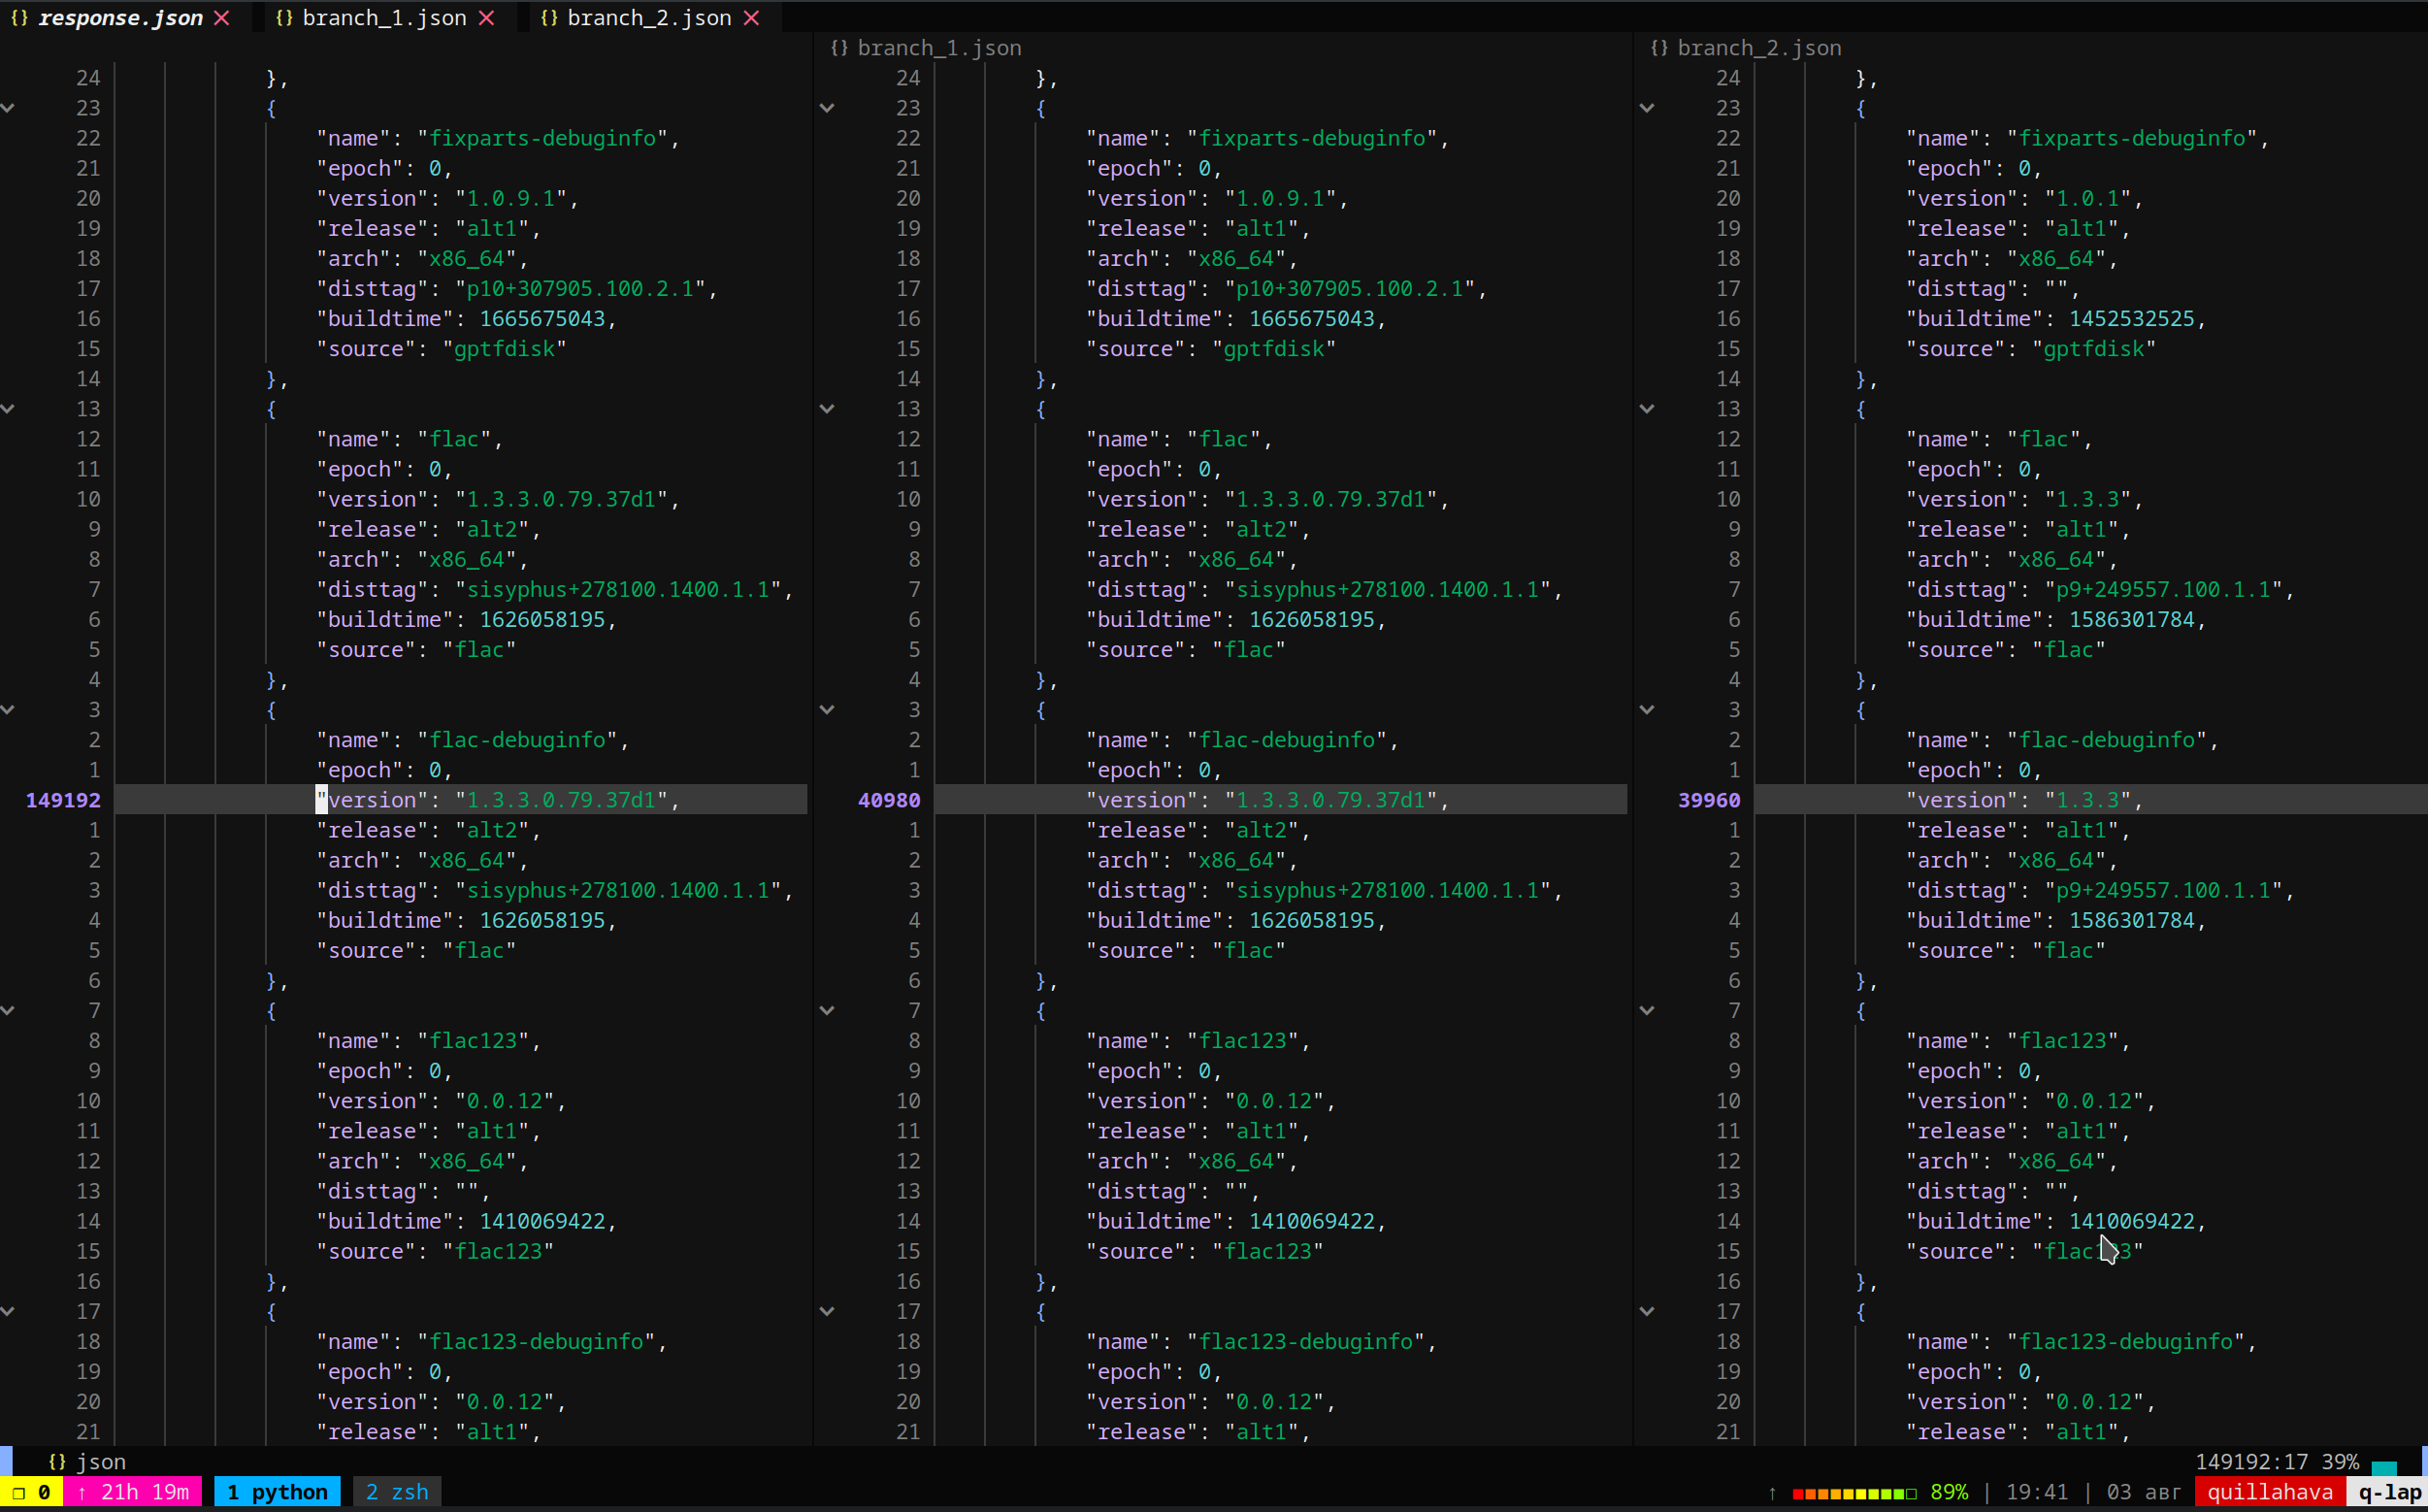 {} response.json × {} branch_1.json × {} branch_2.json ×
24 },
23 {
22 "name": "fixparts-debuginfo",
21 "epoch": 0,
20 "version": "1.0.9.1",
19 "release": "alt1",
18 "arch": "x86_64",
17 "disttag": "p10+307905.100.2.1",
16 "buildtime": 1665675043,
15 "source": "gptfdisk"
14 },
13 {
12 "name": "flac",
11 "epoch": 0,
10 "version": "1.3.3.0.79.37d1",
9 "release": "alt2",
8 "arch": "x86_64",
7 "disttag": "sisyphus+278100.1400.1.1",
6 "buildtime": 1626058195,
5 "source": "flac"
4 },
3 {
2 "name": "flac-debuginfo",
1 "epoch": 0,
149192 "version": "1.3.3.0.79.37d1",
1 "release": "alt2",
2 "arch": "x86_64",
3 "disttag": "sisyphus+278100.1400.1.1",
4 "buildtime": 1626058195,
5 "source": "flac"
6 },
7 {
8 "name": "flac123",
9 "epoch": 0,
10 "version": "0.0.12",
11 "release": "alt1",
12 "arch": "x86_64",
13 "disttag": "",
14 "buildtime": 1410069422,
15 "source": "flac123"
16 },
17 {
18 "name": "flac123-debuginfo",
19 "epoch": 0,
20 "version": "0.0.12",
21 "release": "alt1",
{} branch_1.json
24 },
23 {
22 "name": "fixparts-debuginfo",
21 "epoch": 0,
20 "version": "1.0.9.1",
19 "release": "alt1",
18 "arch": "x86_64",
17 "disttag": "p10+307905.100.2.1",
16 "buildtime": 1665675043,
15 "source": "gptfdisk"
14 },
13 {
12 "name": "flac",
11 "epoch": 0,
10 "version": "1.3.3.0.79.37d1",
9 "release": "alt2",
8 "arch": "x86_64",
7 "disttag": "sisyphus+278100.1400.1.1",
6 "buildtime": 1626058195,
5 "source": "flac"
4 },
3 {
2 "name": "flac-debuginfo",
1 "epoch": 0,
40980 "version": "1.3.3.0.79.37d1",
1 "release": "alt2",
2 "arch": "x86_64",
3 "disttag": "sisyphus+278100.1400.1.1",
4 "buildtime": 1626058195,
5 "source": "flac"
6 },
7 {
8 "name": "flac123",
9 "epoch": 0,
10 "version": "0.0.12",
11 "release": "alt1",
12 "arch": "x86_64",
13 "disttag": "",
14 "buildtime": 1410069422,
15 "source": "flac123"
16 },
17 {
18 "name": "flac123-debuginfo",
19 "epoch": 0,
20 "version": "0.0.12",
21 "release": "alt1",
{} branch_2.json
24 },
23 {
22 "name": "fixparts-debuginfo",
21 "epoch": 0,
20 "version": "1.0.1",
19 "release": "alt1",
18 "arch": "x86_64",
17 "disttag": "",
16 "buildtime": 1452532525,
15 "source": "gptfdisk"
14 },
13 {
12 "name": "flac",
11 "epoch": 0,
10 "version": "1.3.3",
9 "release": "alt1",
8 "arch": "x86_64",
7 "disttag": "p9+249557.100.1.1",
6 "buildtime": 1586301784,
5 "source": "flac"
4 },
3 {
2 "name": "flac-debuginfo",
1 "epoch": 0,
39960 "version": "1.3.3",
1 "release": "alt1",
2 "arch": "x86_64",
3 "disttag": "p9+249557.100.1.1",
4 "buildtime": 1586301784,
5 "source": "flac"
6 },
7 {
8 "name": "flac123",
9 "epoch": 0,
10 "version": "0.0.12",
11 "release": "alt1",
12 "arch": "x86_64",
13 "disttag": "",
14 "buildtime": 1410069422,
15 "source": "flac123"
16 },
17 {
18 "name": "flac123-debuginfo",
19 "epoch": 0,
20 "version": "0.0.12",
21 "release": "alt1",
{} json 149192:17 39%
❐ 0 ↑ 21h 19m 1 python 2 zsh ↑ 89% | 19:41 | 03 авг quillahava q-lap